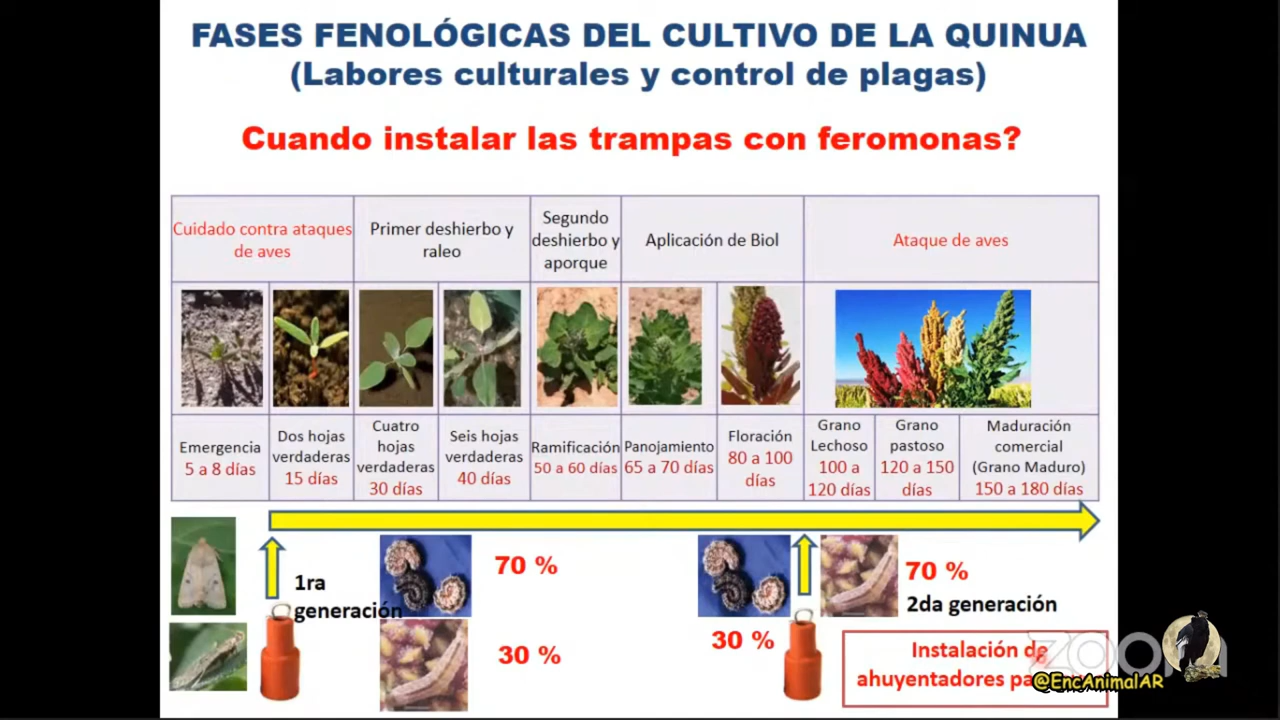 FASES FENOLÓGICAS DEL CULTIVO DE LA QUINUA
(Labores culturales y control de plagas)
Cuando instalar las trampas con feromonas?
Cuidado contra ataques
de aves
Primer deshierbo y
raleo
Segundo
deshierbo y
aporque
Aplicación de Biol
Ataque de aves
Emergencia
5 a 8 días
Dos hojas
verdaderas
15 días
Cuatro
hojas
verdaderas
30 días
Seis hojas
verdaderas
40 días
Ramificación
50 a 60 días
Panojamiento
65 a 70 días
Floración
80 a 100
días
Grano
Lechoso
100 a
120 días
Grano
pastoso
120 a 150
días
Maduración
comercial
(Grano Maduro)
150 a 180 días
1ra
generación
70 %
30 %
30 %
70 %
2da generación
Instalación de
ahuyentadores
zoom
@EncAnimalAR